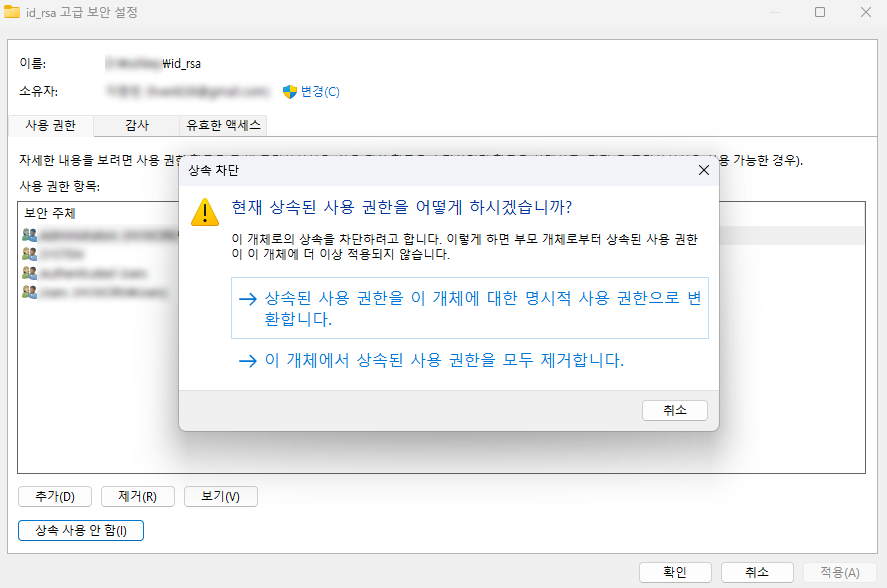 id_rsa 고급 보안 설정
이름: ₩id_rsa
소유자: 변경(C)
사용 권한 감사 유효한 액세스
자세한 내용을 보려면 사용 권한 사용 가능한 경우).
사용 권한 항목:
보안 주체
상속 차단
현재 상속된 사용 권한을 어떻게 하시겠습니까?
이 개체로의 상속을 차단하려고 합니다. 이렇게 하면 부모 개체로부터 상속된 사용 권한
이 이 개체에 더 이상 적용되지 않습니다.
상속된 사용 권한을 이 개체에 대한 명시적 사용 권한으로 변
환합니다.
이 개체에서 상속된 사용 권한을 모두 제거합니다.
취소
추가(D) 제거(R) 보기(V)
상속 사용 안 함(I)
확인 취소 적용(A)